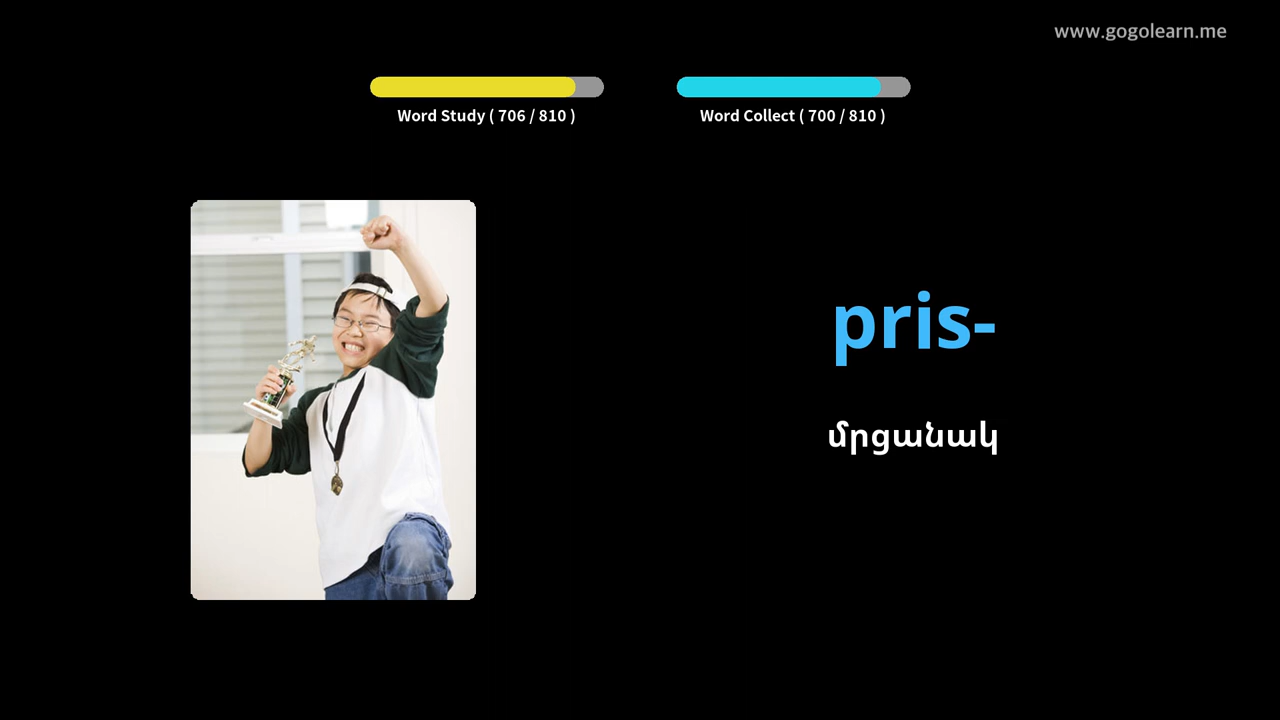 www.gogolearn.me
Word Study ( 706 / 810 )
Word Collect ( 700 / 810 )
pris-
մրցանակ